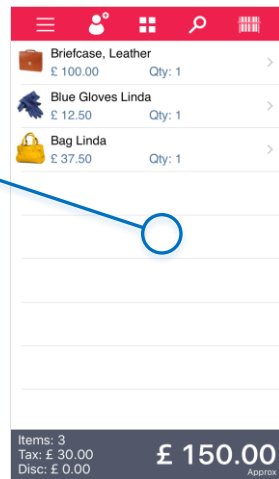 Briefcase, Leather
£ 100.00 Qty: 1
Blue Gloves Linda
£ 12.50 Qty: 1
Bag Linda
£ 37.50 Qty: 1
Items: 3
Tax: £ 30.00
Disc: £ 0.00
£ 150.00
Approx